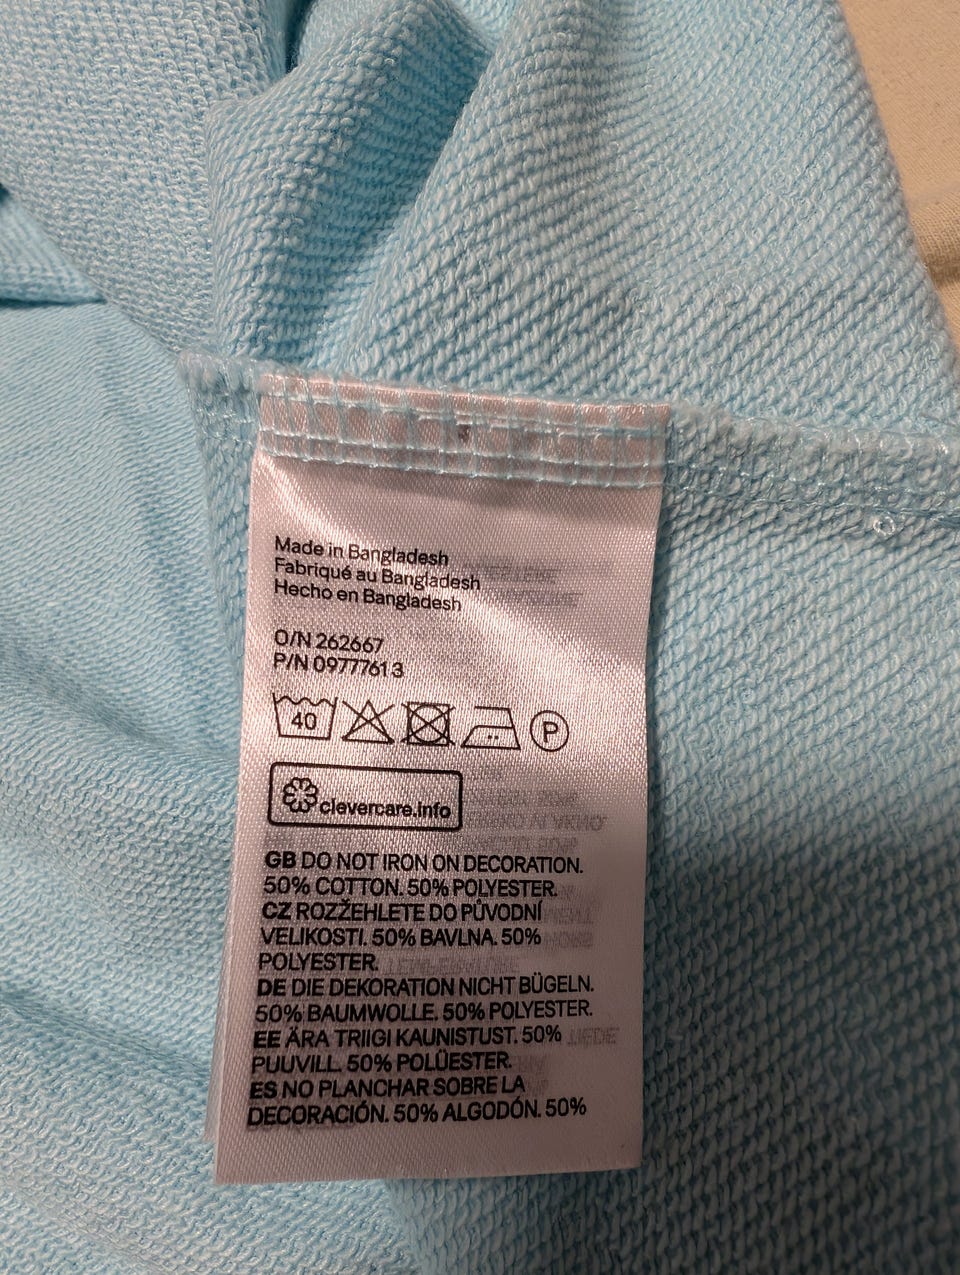 Made in Bangladesh
Fabriqué au Bangladesh
Hecho en Bangladesh
O/N 262667
P/N 0977761 3
40
P
clevercare.info
GB DO NOT IRON ON DECORATION.
50% COTTON. 50% POLYESTER.
CZ ROZŽEHLETE DO PŮVODNÍ
VELIKOSTI. 50% BAVLNA. 50%
POLYESTER.
DE DIE DEKORATION NICHT BÜGELN.
50% BAUMWOLLE. 50% POLYESTER.
EE ÄRA TRIIGI KAUNISTUST. 50%
PUUVILL. 50% POLÜESTER.
ES NO PLANCHAR SOBRE LA
DECORACIÓN. 50% ALGODÓN. 50%